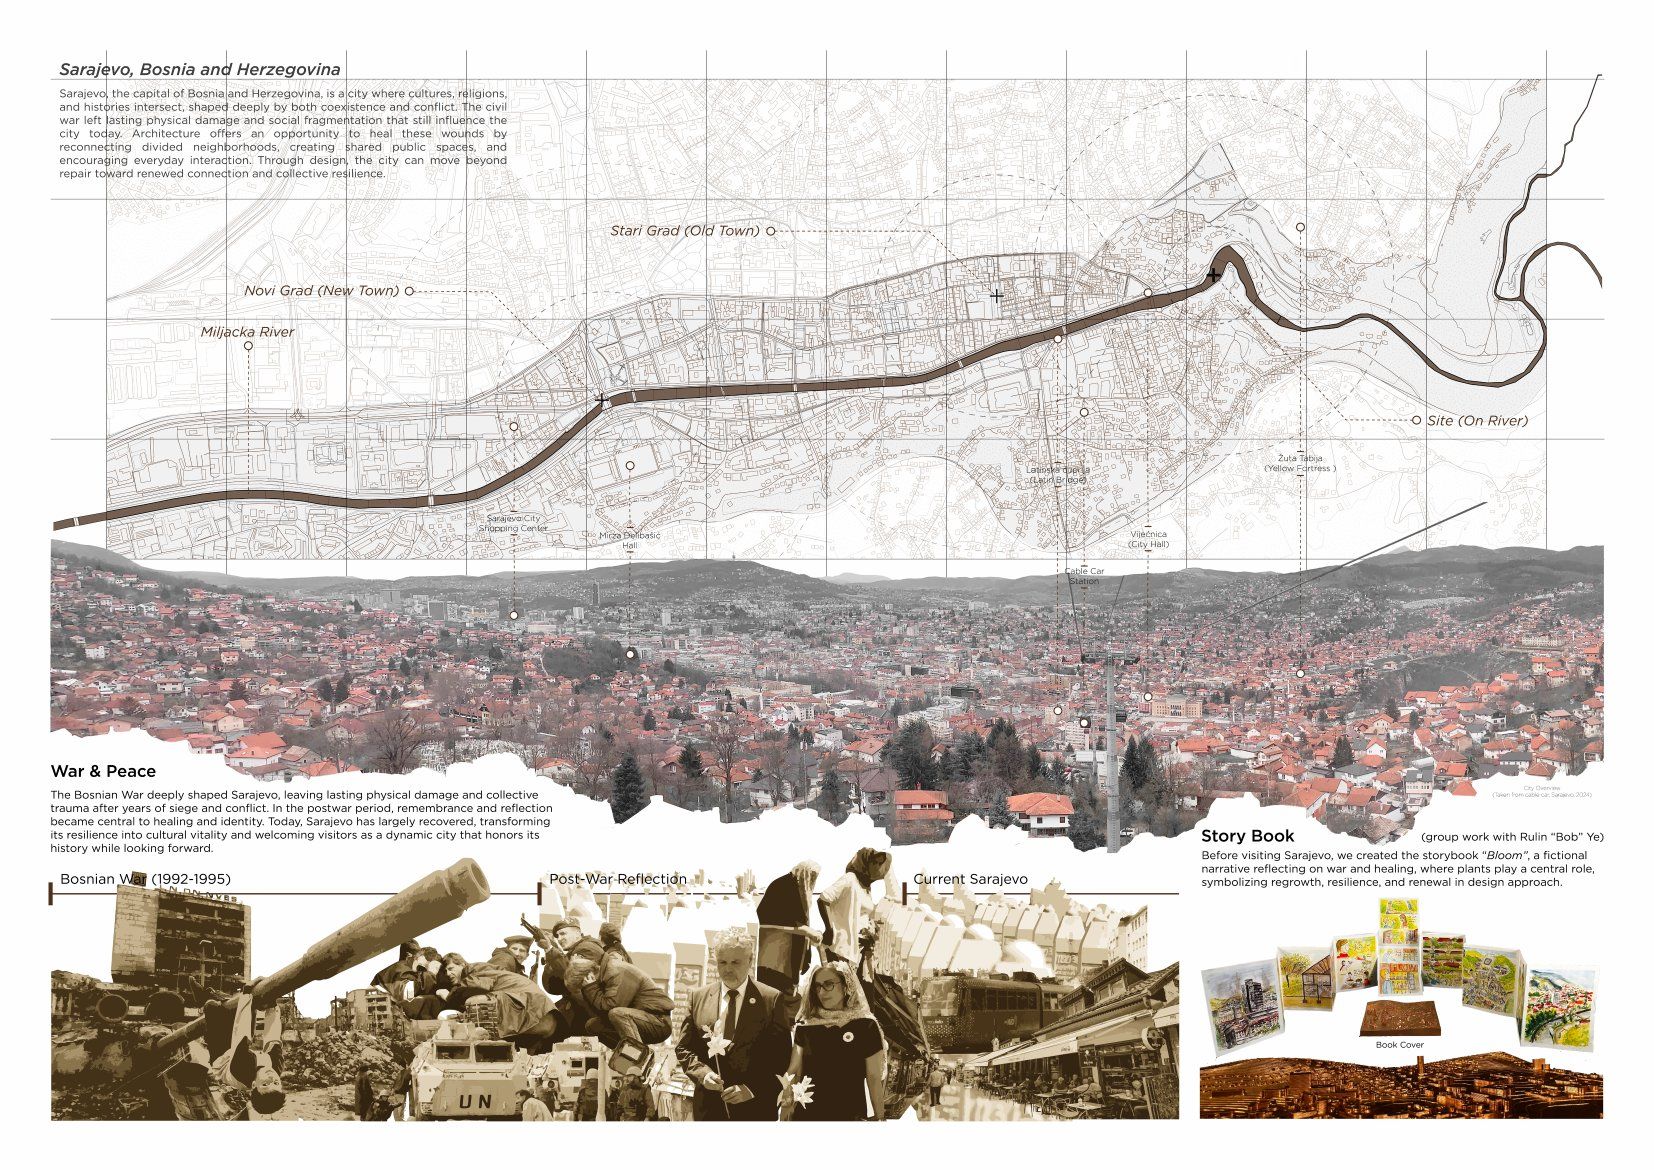 Sarajevo, Bosnia and Herzegovina
Sarajevo, the capital of Bosnia and Herzegovina, is a city where cultures, religions,
and histories intersect, shaped deeply by both coexistence and conflict. The civil
war left lasting physical damage and social fragmentation that still influence the
city today. Architecture offers an opportunity to heal these wounds by
reconnecting divided neighborhoods, creating shared public spaces, and
encouraging everyday interaction. Through design, the city can move beyond
repair toward renewed connection and collective resilience.
Stari Grad (Old Town)
Novi Grad (New Town)
Miljacka River
Site (On River)
Žuta Tabija
(Yellow Fortress )
Latinska ćuprija
(Latin Bridge)
Sarajevo City
Shopping Center
Mirza Delibašić
Hall
Vijećnica
(City Hall)
Cable Car
Station
City Overview
(Taken from cable car, Sarajevo, 2024)
War & Peace
The Bosnian War deeply shaped Sarajevo, leaving lasting physical damage and collective
trauma after years of siege and conflict. In the postwar period, remembrance and reflection
became central to healing and identity. Today, Sarajevo has largely recovered, transforming
its resilience into cultural vitality and welcoming visitors as a dynamic city that honors its
history while looking forward.
Bosnian War (1992-1995)
Post-War Reflection
Current Sarajevo
UN
Story Book
(group work with Rulin “Bob” Ye)
Before visiting Sarajevo, we created the storybook “Bloom”, a fictional
narrative reflecting on war and healing, where plants play a central role,
symbolizing regrowth, resilience, and renewal in design approach.
Book Cover